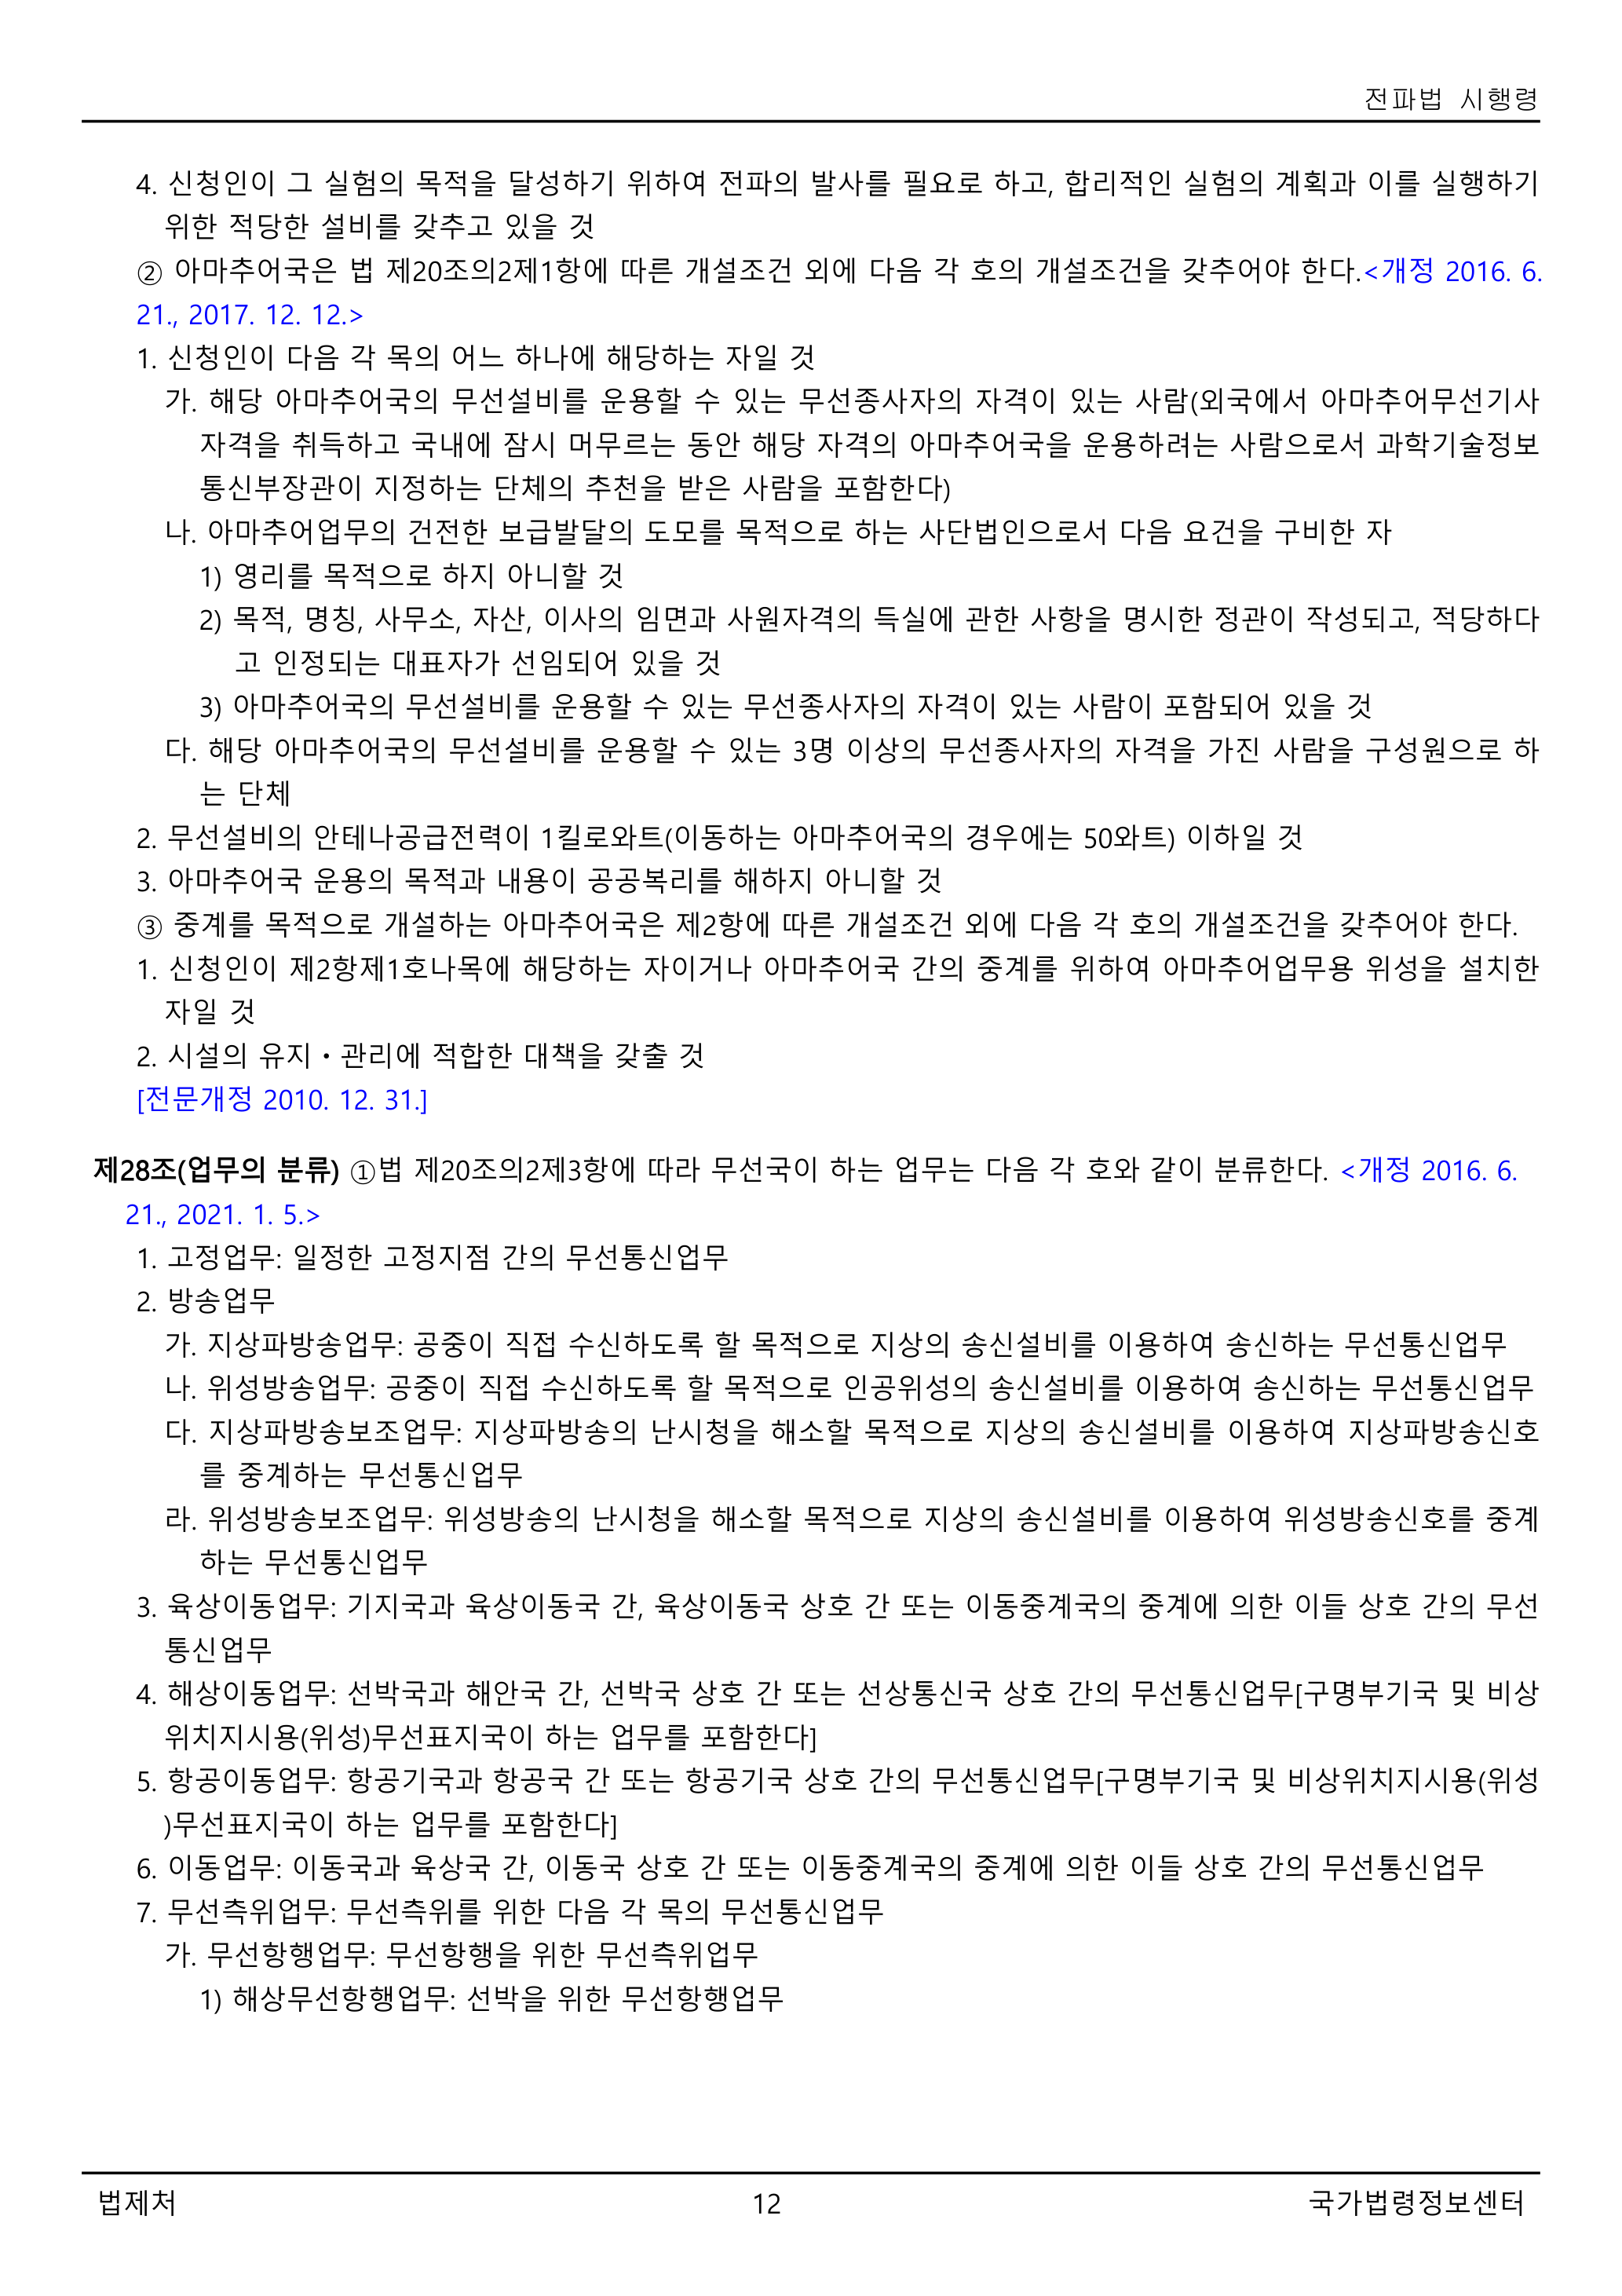 전파법 시행령
4. 신청인이 그 실험의 목적을 달성하기 위하여 전파의 발사를 필요로 하고, 합리적인 실험의 계획과 이를 실행하기
위한 적당한 설비를 갖추고 있을 것
② 아마추어국은 법 제20조의2제1항에 따른 개설조건 외에 다음 각 호의 개설조건을 갖추어야 한다.<개정 2016. 6.
21., 2017. 12. 12.>
1. 신청인이 다음 각 목의 어느 하나에 해당하는 자일 것
가. 해당 아마추어국의 무선설비를 운용할 수 있는 무선종사자의 자격이 있는 사람(외국에서 아마추어무선기사
자격을 취득하고 국내에 잠시 머무르는 동안 해당 자격의 아마추어국을 운용하려는 사람으로서 과학기술정보
통신부장관이 지정하는 단체의 추천을 받은 사람을 포함한다)
나. 아마추어업무의 건전한 보급발달의 도모를 목적으로 하는 사단법인으로서 다음 요건을 구비한 자
1) 영리를 목적으로 하지 아니할 것
2) 목적, 명칭, 사무소, 자산, 이사의 임면과 사원자격의 득실에 관한 사항을 명시한 정관이 작성되고, 적당하다
고 인정되는 대표자가 선임되어 있을 것
3) 아마추어국의 무선설비를 운용할 수 있는 무선종사자의 자격이 있는 사람이 포함되어 있을 것
다. 해당 아마추어국의 무선설비를 운용할 수 있는 3명 이상의 무선종사자의 자격을 가진 사람을 구성원으로 하
는 단체
2. 무선설비의 안테나공급전력이 1킬로와트(이동하는 아마추어국의 경우에는 50와트) 이하일 것
3. 아마추어국 운용의 목적과 내용이 공공복리를 해하지 아니할 것
③ 중계를 목적으로 개설하는 아마추어국은 제2항에 따른 개설조건 외에 다음 각 호의 개설조건을 갖추어야 한다.
1. 신청인이 제2항제1호나목에 해당하는 자이거나 아마추어국 간의 중계를 위하여 아마추어업무용 위성을 설치한
자일 것
2. 시설의 유지・관리에 적합한 대책을 갖출 것
[전문개정 2010. 12. 31.]
제28조(업무의 분류) ①법 제20조의2제3항에 따라 무선국이 하는 업무는 다음 각 호와 같이 분류한다. <개정 2016. 6.
21., 2021. 1. 5.>
1. 고정업무: 일정한 고정지점 간의 무선통신업무
2. 방송업무
가. 지상파방송업무: 공중이 직접 수신하도록 할 목적으로 지상의 송신설비를 이용하여 송신하는 무선통신업무
나. 위성방송업무: 공중이 직접 수신하도록 할 목적으로 인공위성의 송신설비를 이용하여 송신하는 무선통신업무
다. 지상파방송보조업무: 지상파방송의 난시청을 해소할 목적으로 지상의 송신설비를 이용하여 지상파방송신호
를 중계하는 무선통신업무
라. 위성방송보조업무: 위성방송의 난시청을 해소할 목적으로 지상의 송신설비를 이용하여 위성방송신호를 중계
하는 무선통신업무
3. 육상이동업무: 기지국과 육상이동국 간, 육상이동국 상호 간 또는 이동중계국의 중계에 의한 이들 상호 간의 무선
통신업무
4. 해상이동업무: 선박국과 해안국 간, 선박국 상호 간 또는 선상통신국 상호 간의 무선통신업무[구명부기국 및 비상
위치지시용(위성)무선표지국이 하는 업무를 포함한다]
5. 항공이동업무: 항공기국과 항공국 간 또는 항공기국 상호 간의 무선통신업무[구명부기국 및 비상위치지시용(위성
)무선표지국이 하는 업무를 포함한다]
6. 이동업무: 이동국과 육상국 간, 이동국 상호 간 또는 이동중계국의 중계에 의한 이들 상호 간의 무선통신업무
7. 무선측위업무: 무선측위를 위한 다음 각 목의 무선통신업무
가. 무선항행업무: 무선항행을 위한 무선측위업무
1) 해상무선항행업무: 선박을 위한 무선항행업무
법제처
12
국가법령정보센터